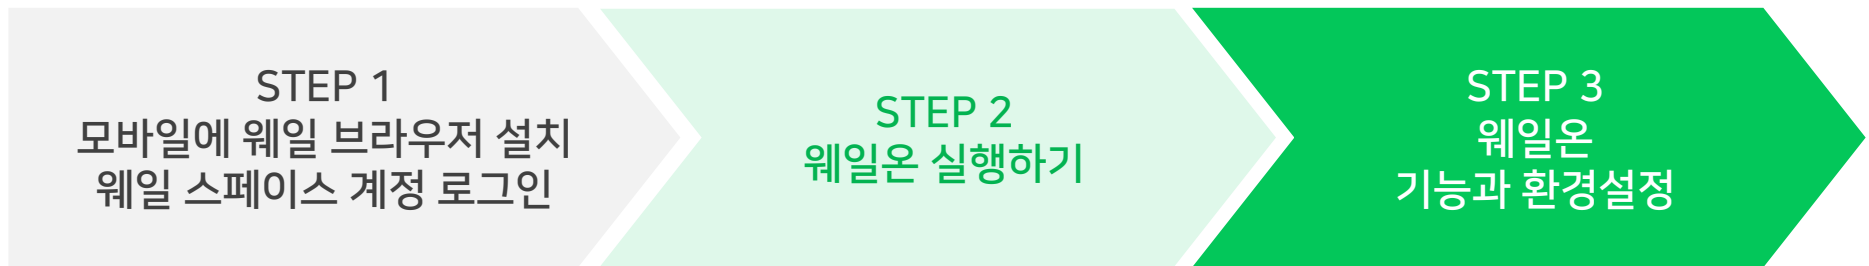 STEP 1
모바일에 웨일 브라우저 설치
웨일 스페이스 계정 로그인
STEP 2
웨일온 실행하기
STEP 3
웨일온
기능과 환경설정